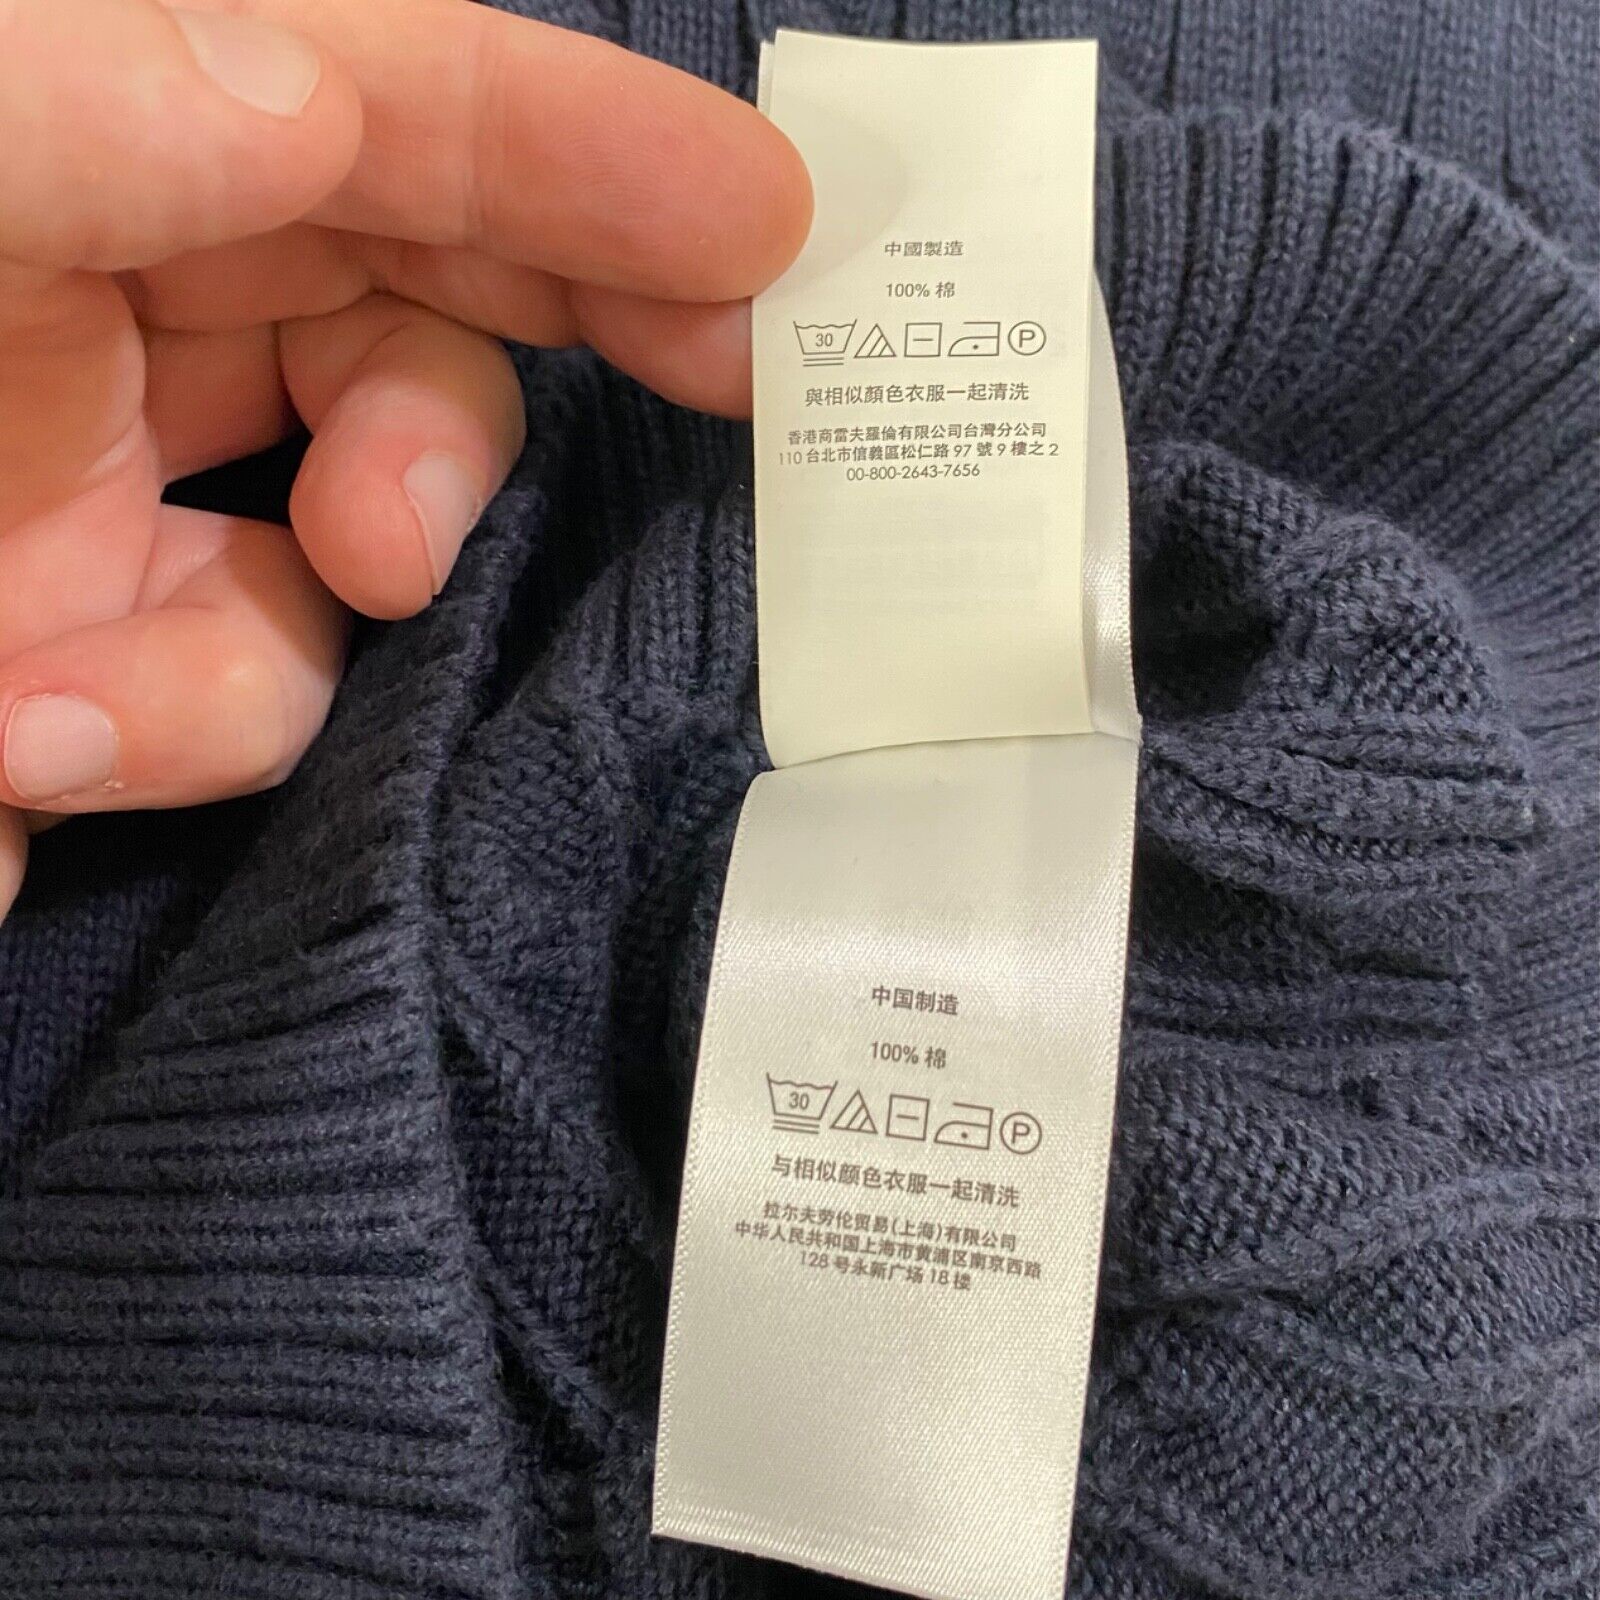 中國製造
100% 棉
30 P
與相似顏色衣服一起清洗
香港商雷夫羅倫有限公司台灣分公司
110 台北市信義區松仁路 97 號 9 樓之 2
00-800-2643-7656
中国制造
100% 棉
30 P
与相似颜色衣服一起清洗
拉尔夫劳伦贸易(上海)有限公司
中华人民共和国上海市黄浦区南京西路
128 号永新广场 18 楼